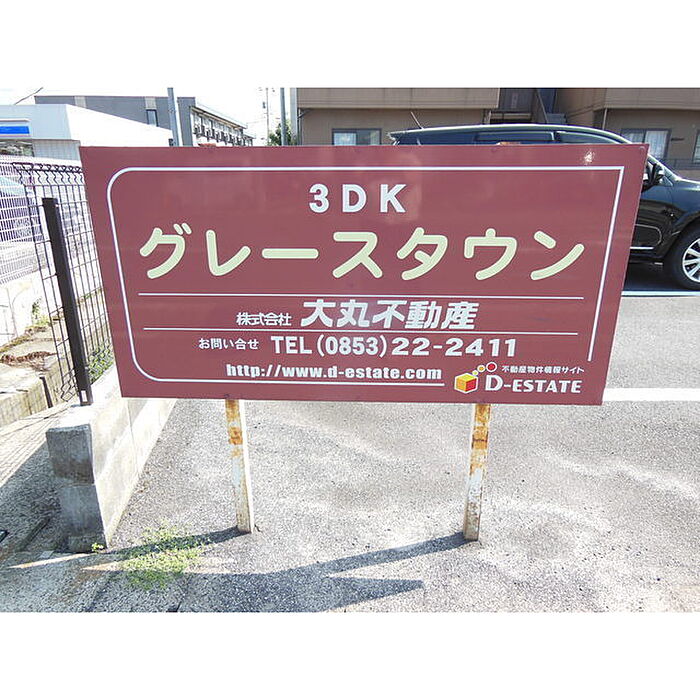 3DK
グレースタウン
株式会社 大丸不動産
お問い合せ TEL(0853)22-2411
http://www.d-estate.com
不動産物件情報サイト
D-ESTATE